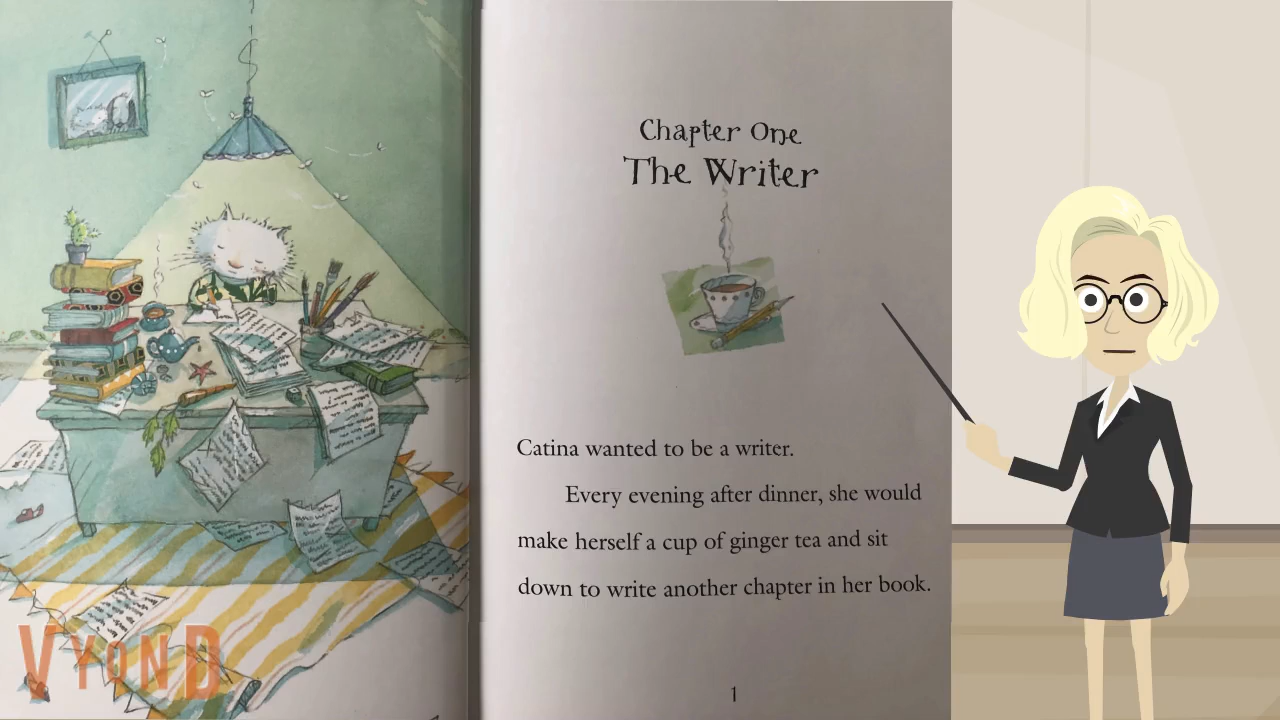 Chapter One
The Writer
Catina wanted to be a writer.
Every evening after dinner, she would
make herself a cup of ginger tea and sit
down to write another chapter in her book.
1
VYOND